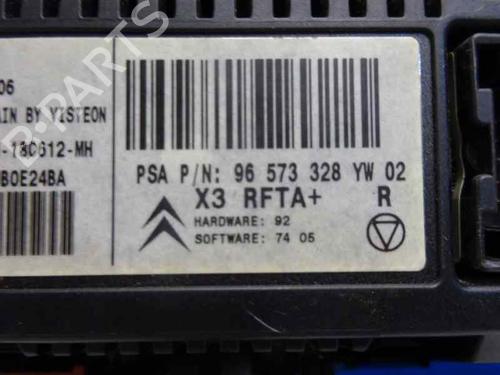 06
AIN BY VISTEON
-18C612-MH
B0E24BA
PSA P/N: 96 573 328 YW 02
X3 RFTA+ R
HARDWARE: 92
SOFTWARE: 74 05
B-PARTS